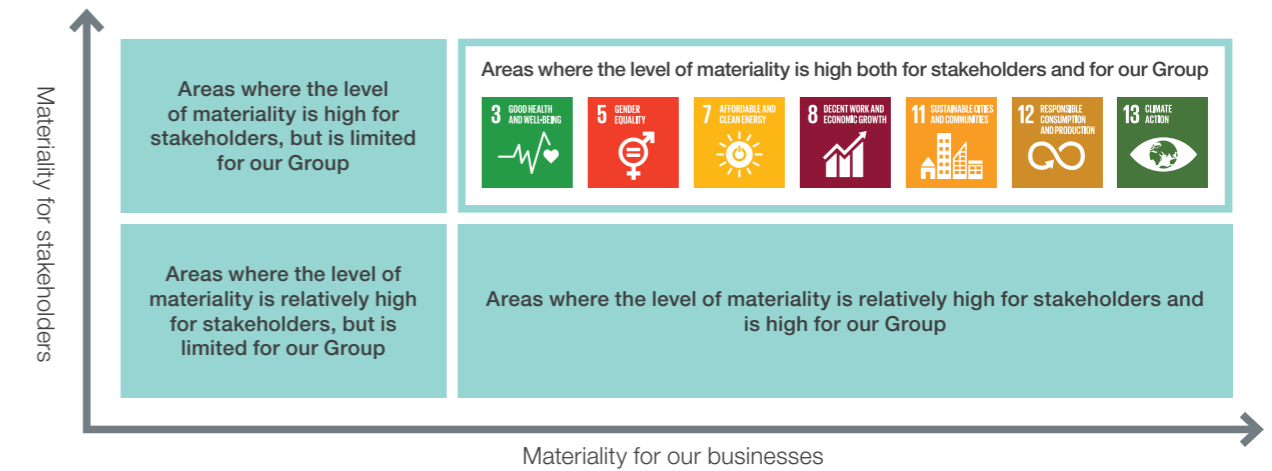 Materiality for stakeholders
Areas where the level
of materiality is high for
stakeholders, but is limited
for our Group
Areas where the level of materiality is high both for stakeholders and for our Group
3 GOOD HEALTH
AND WELL-BEING
5 GENDER
EQUALITY
7 AFFORDABLE AND
CLEAN ENERGY
8 DECENT WORK AND
ECONOMIC GROWTH
11 SUSTAINABLE CITIES
AND COMMUNITIES
12 RESPONSIBLE
CONSUMPTION
AND PRODUCTION
13 CLIMATE
ACTION
Areas where the level of
materiality is relatively high
for stakeholders, but is
limited for our Group
Areas where the level of materiality is relatively high for stakeholders and
is high for our Group
Materiality for our businesses